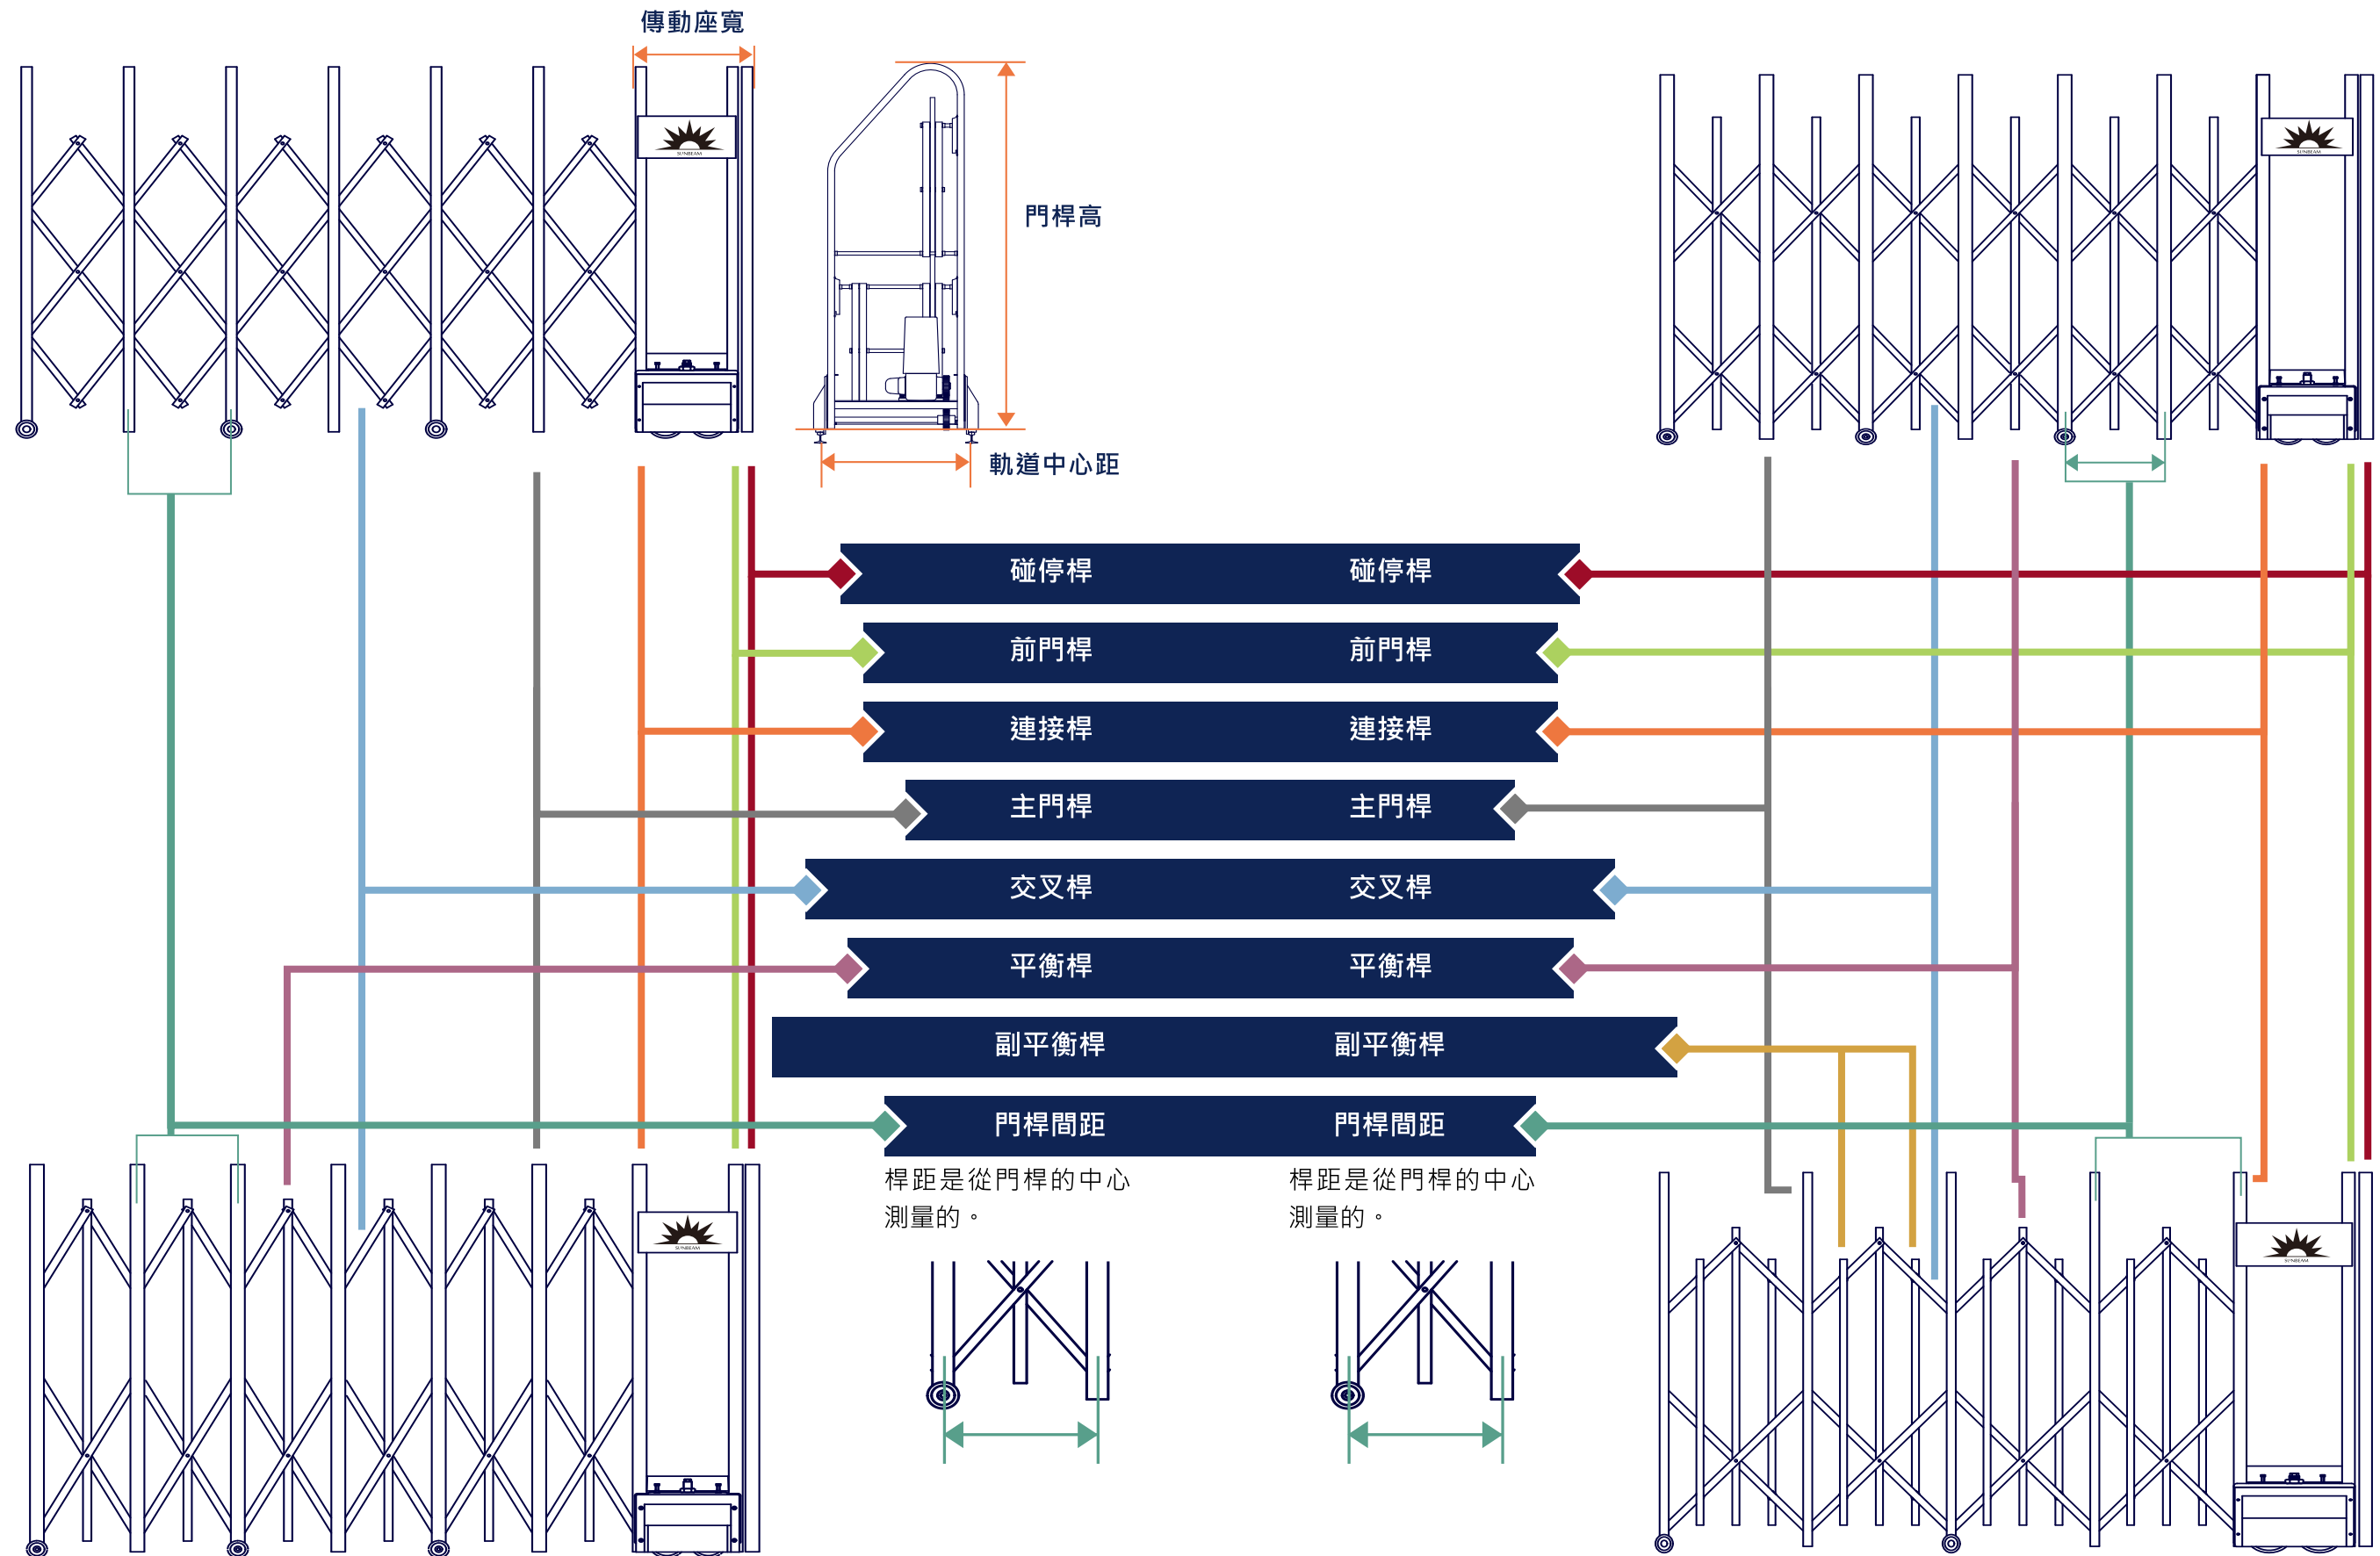 傳動座寬
SUNBEAM
SUNBEAM
門桿高
軌道中心距
碰停桿 碰停桿
前門桿 前門桿
連接桿 連接桿
主門桿 主門桿
交叉桿 交叉桿
平衡桿 平衡桿
副平衡桿 副平衡桿
門桿間距 門桿間距
桿距是從門桿的中心
測量的。
桿距是從門桿的中心
測量的。
SUNBEAM
SUNBEAM